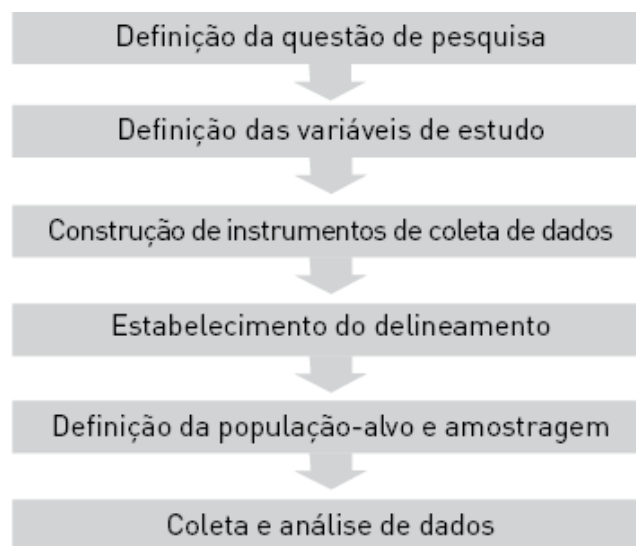 Definição da questão de pesquisa
Definição das variáveis de estudo
Construção de instrumentos de coleta de dados
Estabelecimento do delineamento
Definição da população-alvo e amostragem
Coleta e análise de dados